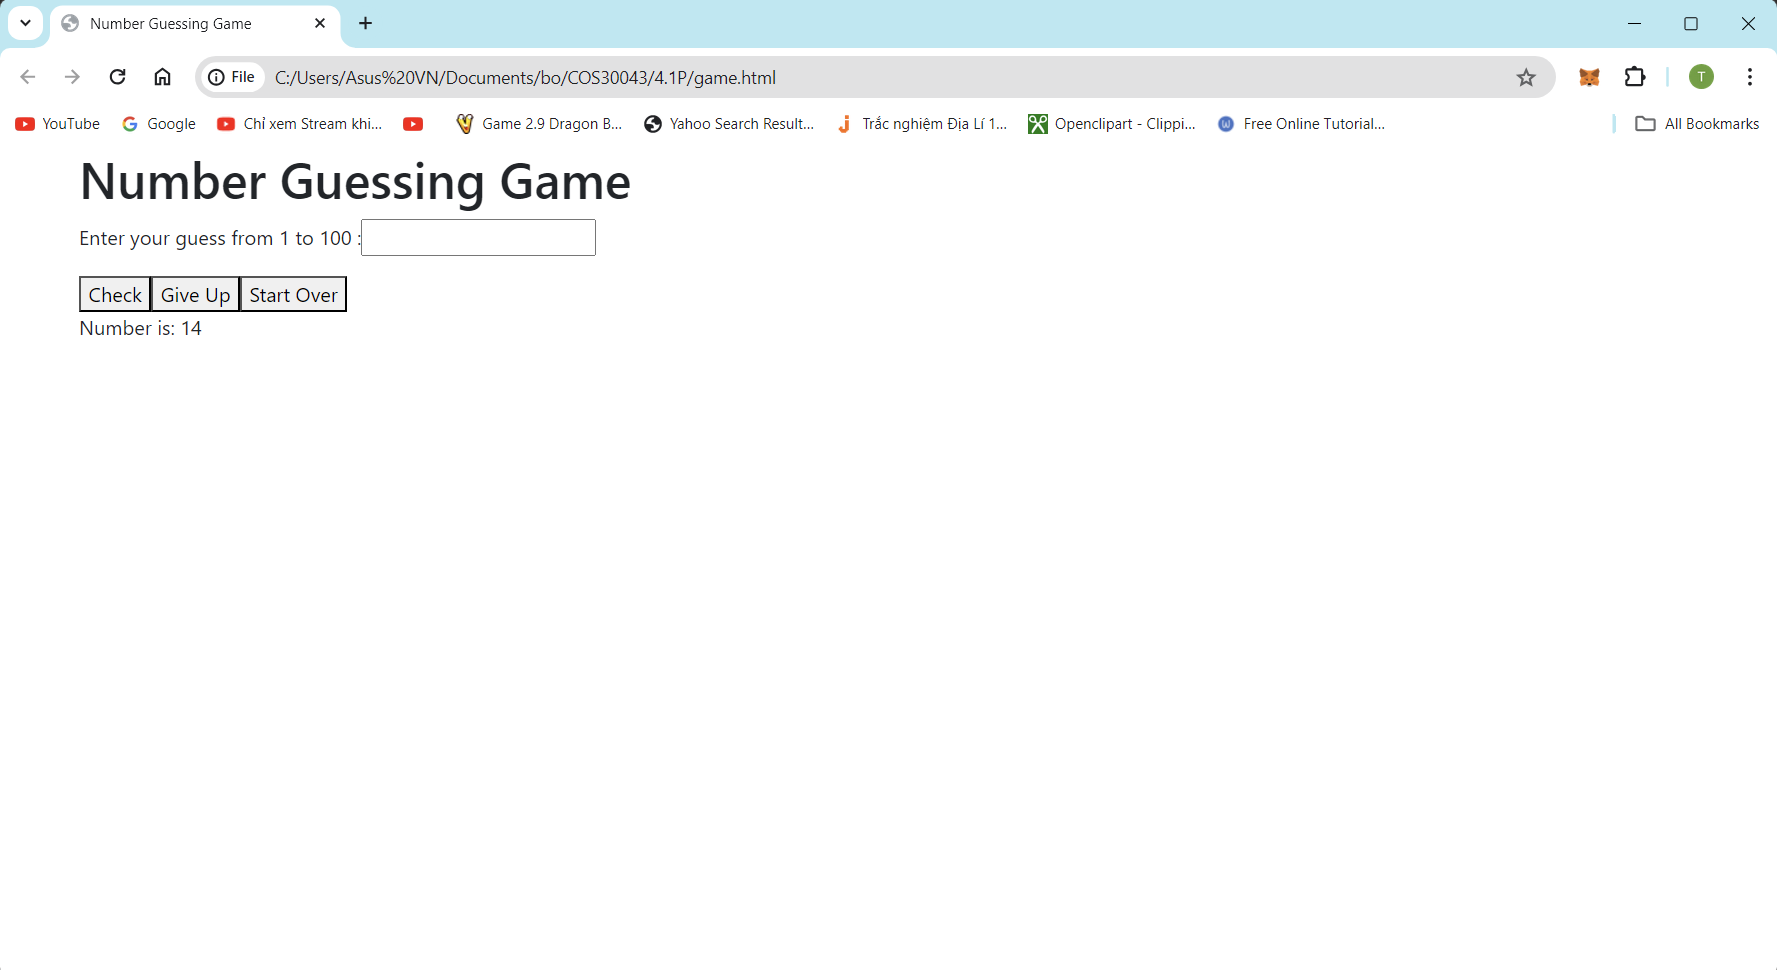 Number Guessing Game
File C:/Users/Asus%20VN/Documents/bo/COS30043/4.1P/game.html T
YouTube Google Chỉ xem Stream khi... Game 2.9 Dragon B... Yahoo Search Result... Trắc nghiệm Địa Lí 1... Openclipart - Clippi... Free Online Tutorial... All Bookmarks
Number Guessing Game
Enter your guess from 1 to 100 :
Check Give Up Start Over
Number is: 14